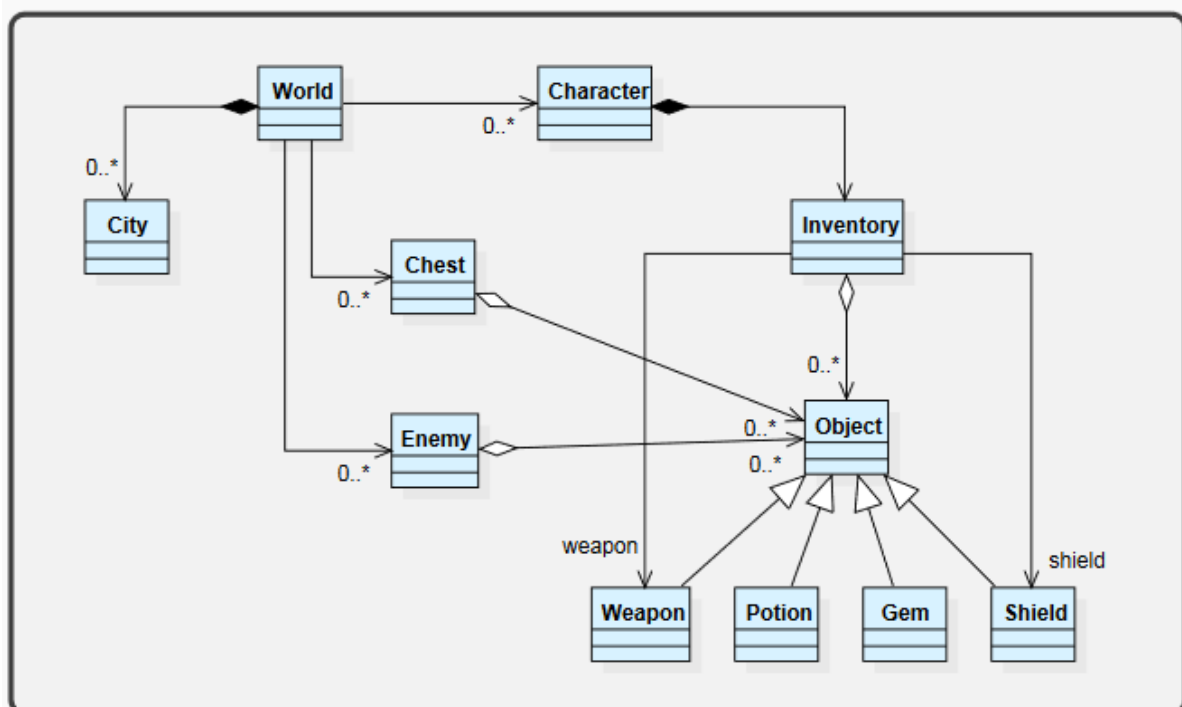 World
Character
0..*
0..*
City
Inventory
Chest
0..*
0..*
Object
Enemy
0..*
0..*
0..*
weapon
shield
Weapon
Potion
Gem
Shield